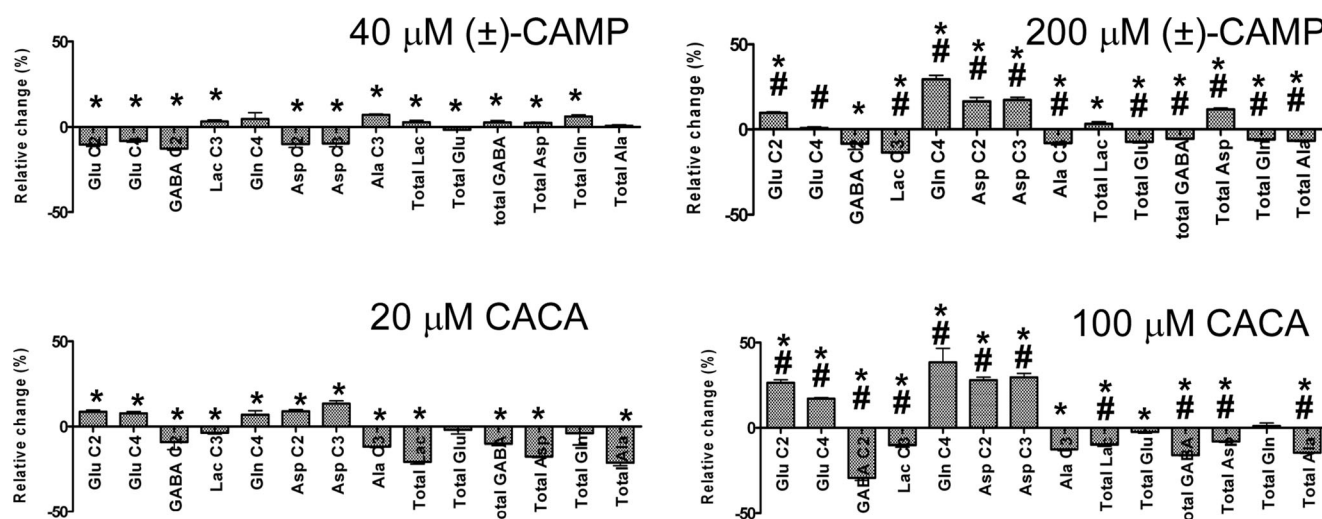 40 μM (±)-CAMP
Relative change (%)
50
0
-50
* * * * * * * * * * * *
Glu C2
Glu C4
GABA C2
Lac C3
Gln C4
Asp C2
Asp C3
Ala C3
Total Lac
Total Glu
total GABA
Total Asp
Total Gln
Total Ala
200 μM (±)-CAMP
Relative change (%)
50
0
-50
* * * * * * * * * * * * *
# # # # # # # # # # # #
Glu C2
Glu C4
GABA C2
Lac C3
Gln C4
Asp C2
Asp C3
Ala C3
Total Lac
Total Glu
total GABA
Total Asp
Total Gln
Total Ala
20 μM CACA
Relative change (%)
50
0
-50
* * * * * * * * * * * *
Glu C2
Glu C4
GABA C2
Lac C3
Gln C4
Asp C2
Asp C3
Ala C3
Total Lac
Total Glu
total GABA
Total Asp
Total Gln
Total Ala
100 μM CACA
Relative change (%)
50
0
-50
* * * * * * * * * * * * *
# # # # # # # # # # #
Glu C2
Glu C4
GABA C2
Lac C3
Gln C4
Asp C2
Asp C3
Ala C3
Total Lac
Total Glu
total GABA
Total Asp
Total Gln
Total Ala